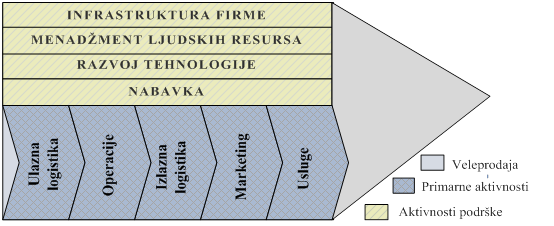 INFRASTRUKTURA FIRME
MENADŽMENT LJUDSKIH RESURSA
RAZVOJ TEHNOLOGIJE
NABAVKA
Ulazna
logistika
Operacije
Izlazna
logistika
Marketing
Usluge
Veleprodaja
Primarne aktivnosti
Aktivnosti podrške